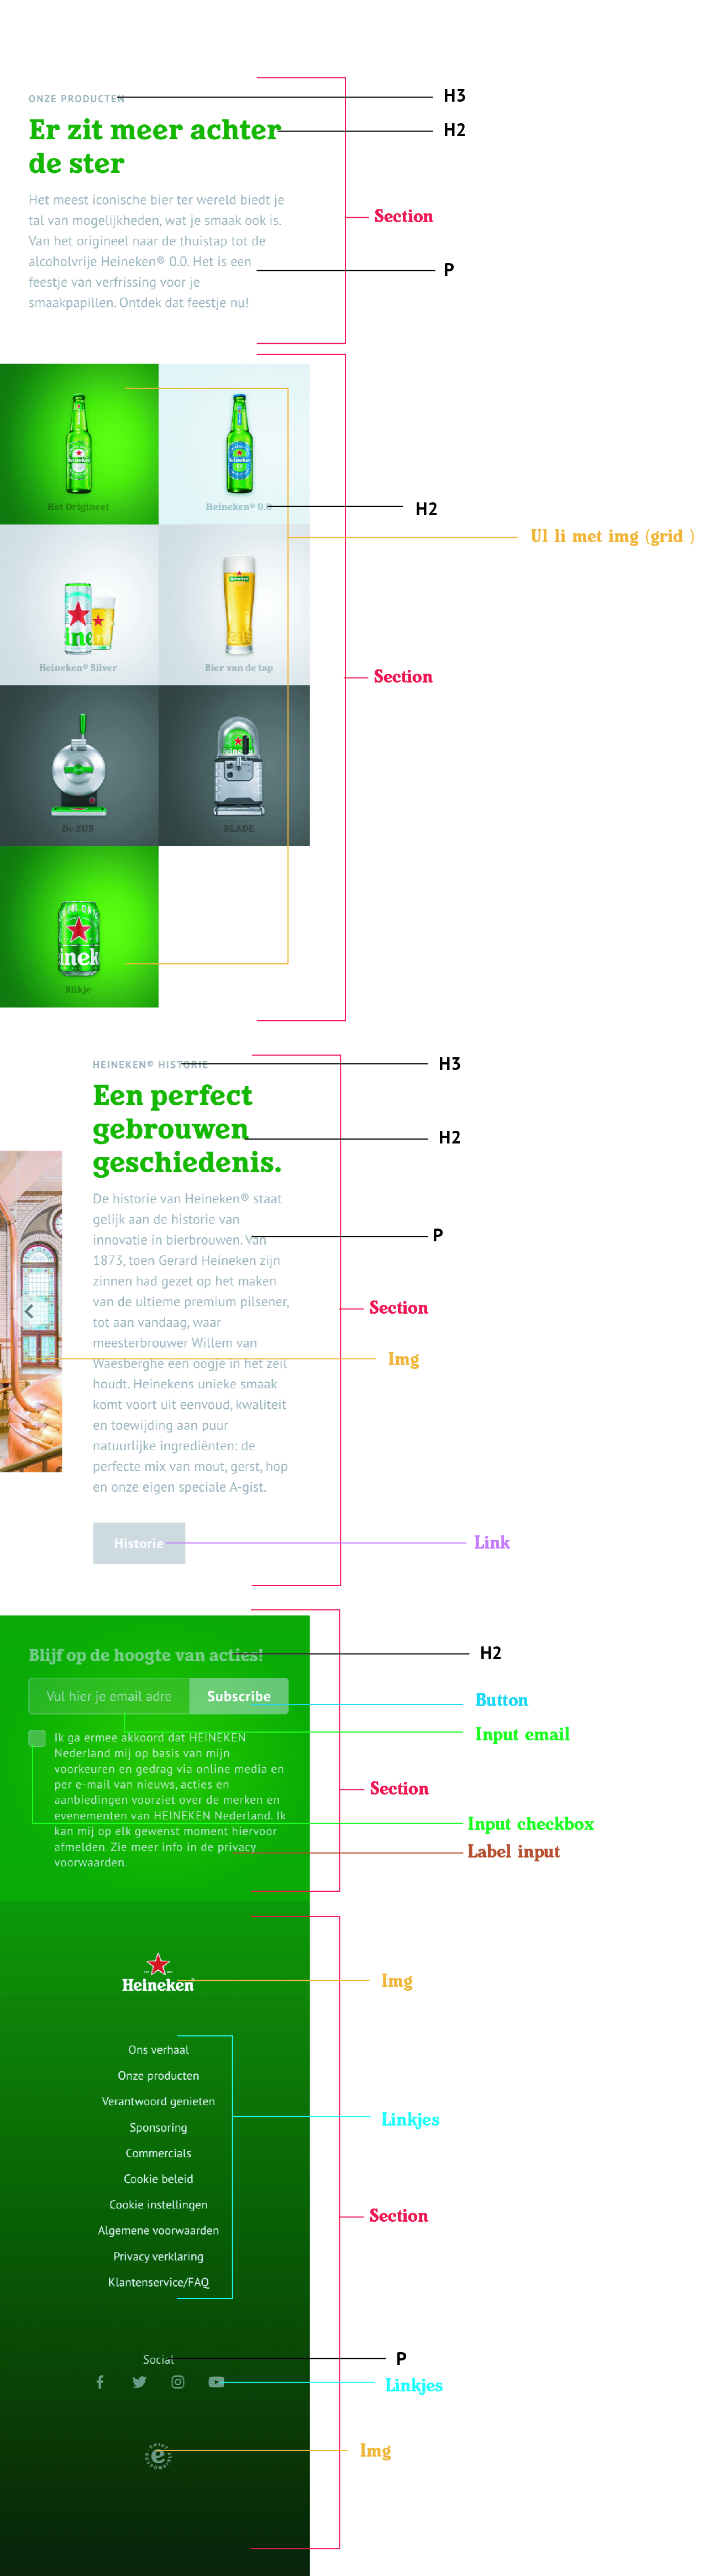 ONZE PRODUCTEN
H3
Er zit meer achter
H2
de ster
Het meest iconische bier ter wereld biedt je
tal van mogelijkheden, wat je smaak ook is.
Section
Van het origineel naar de thuistap tot de
alcoholvrije Heineken® 0.0. Het is een
P
feestje van verfrissing voor je
smaakpapillen. Ontdek dat feestje nu!
Het Origineel
Heineken® 0.0
H2
Ul li met img (grid )
Heineken® Silver
Bier van de tap
Section
De SUB
BLADE
Blikje
HEINEKEN® HISTORIE
H3
Een perfect
gebrouwen
H2
geschiedenis.
De historie van Heineken® staat
gelijk aan de historie van
innovatie in bierbrouwen. Van
P
1873, toen Gerard Heineken zijn
zinnen had gezet op het maken
van de ultieme premium pilsener,
Section
tot aan vandaag, waar
meesterbrouwer Willem van
Waesberghe een oogje in het zeil
Img
houdt. Heinekens unieke smaak
komt voort uit eenvoud, kwaliteit
en toewijding aan puur
natuurlijke ingrediënten: de
perfecte mix van mout, gerst, hop
en onze eigen speciale A-gist.
Historie
Link
Blijf op de hoogte van acties!
H2
Vul hier je email adre
Subscribe
Button
Input email
Ik ga ermee akkoord dat HEINEKEN
Nederland mij op basis van mijn
voorkeuren en gedrag via online media en
per e-mail van nieuws, acties en
Section
aanbiedingen voorziet over de merken en
evenementen van HEINEKEN Nederland. Ik
Input checkbox
kan mij op elk gewenst moment hiervoor
afmelden. Zie meer info in de privacy
Label input
voorwaarden.
Heineken®
Img
Ons verhaal
Onze producten
Verantwoord genieten
Linkjes
Sponsoring
Commercials
Cookie beleid
Cookie instellingen
Section
Algemene voorwaarden
Privacy verklaring
Klantenservice/FAQ
Social
P
Linkjes
Img